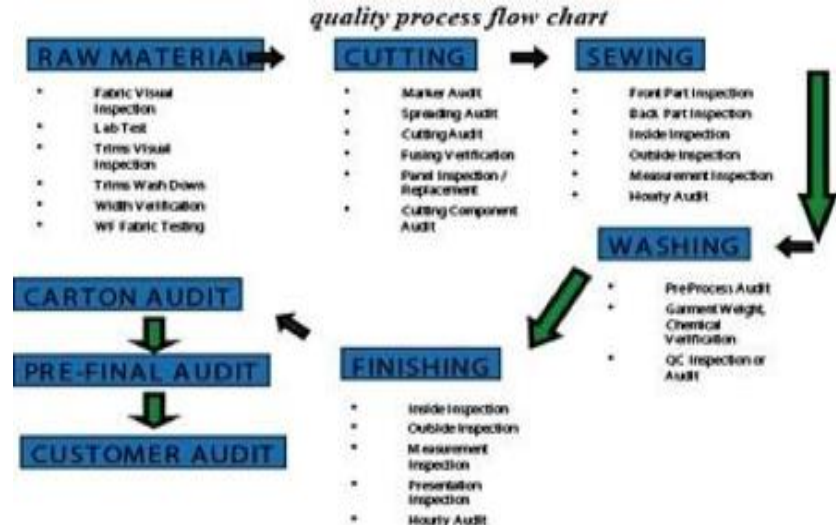 quality process flow chart
RAW MATERIAL
Fabric Visual
Inspection
Lab Test
Trims Visual
Inspection
Trims Wash Down
Width Verification
WF Fabric Testing
CUTTING
Marker Audit
Spreading Audit
Cutting Audit
Fusing Verification
Panel Inspection /
Replacement
Cutting Component
Audit
SEWING
Front Part Inspection
Back Part Inspection
Inside Inspection
Outside Inspection
Measurement Inspection
Hourly Audit
WASHING
PreProcess Audit
Garment Weight,
Chemical
Verification
QC Inspection or
Audit
FINISHING
Inside Inspection
Outside Inspection
Measurement
Inspection
Presentation
Inspection
Hourly Audit
CARTON AUDIT
PRE-FINAL AUDIT
CUSTOMER AUDIT